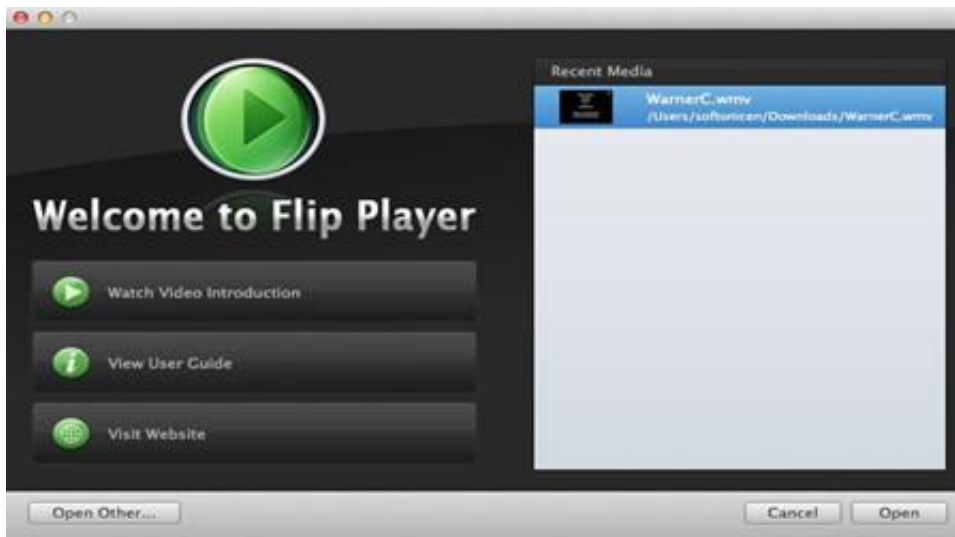 Welcome to Flip Player
Watch Video Introduction
View User Guide
Visit Website
Recent Media
WarnerC.wmv
/Users/softonicen/Downloads/WarnerC.wmv
Open Other...
Cancel
Open